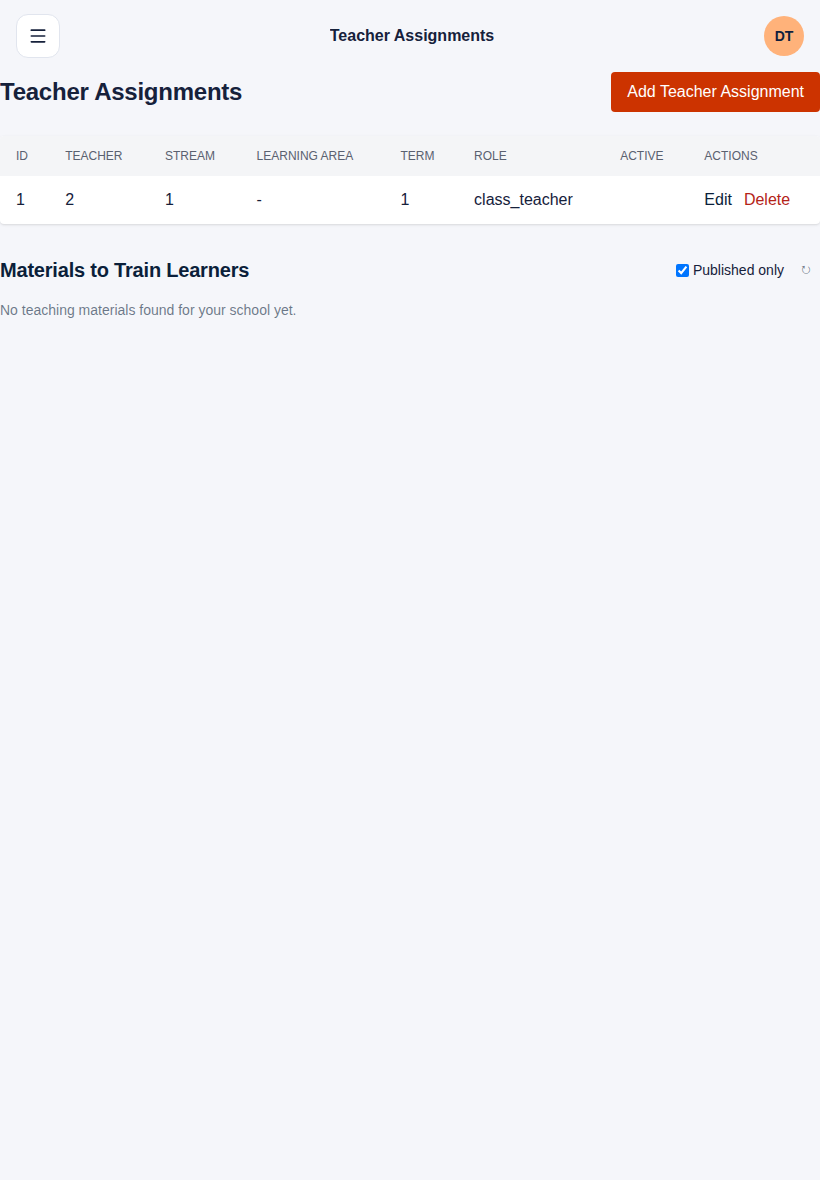 Teacher Assignments
DT
Teacher Assignments
Add Teacher Assignment
ID TEACHER STREAM LEARNING AREA TERM ROLE ACTIVE ACTIONS
1 2 1 - 1 class_teacher Edit Delete
Materials to Train Learners
Published only
No teaching materials found for your school yet.